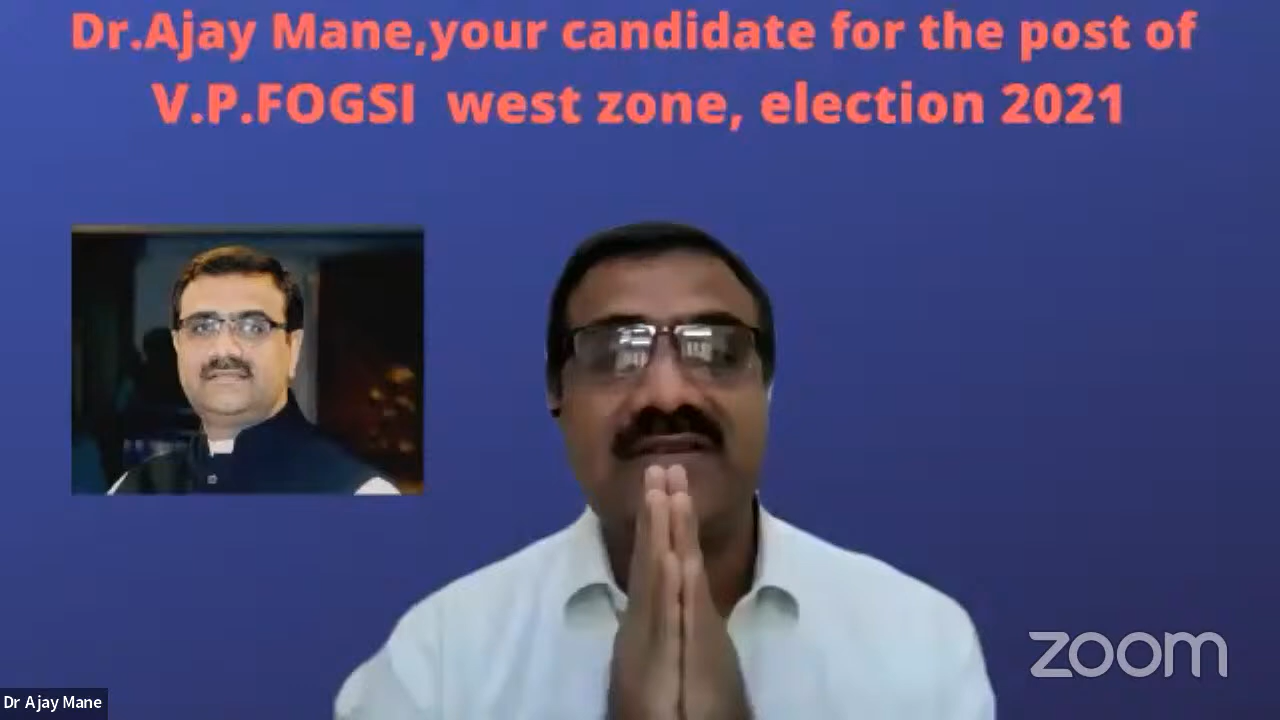 Dr.Ajay Mane,your candidate for the post of
V.P.FOGSI west zone, election 2021
zoom
Dr Ajay Mane